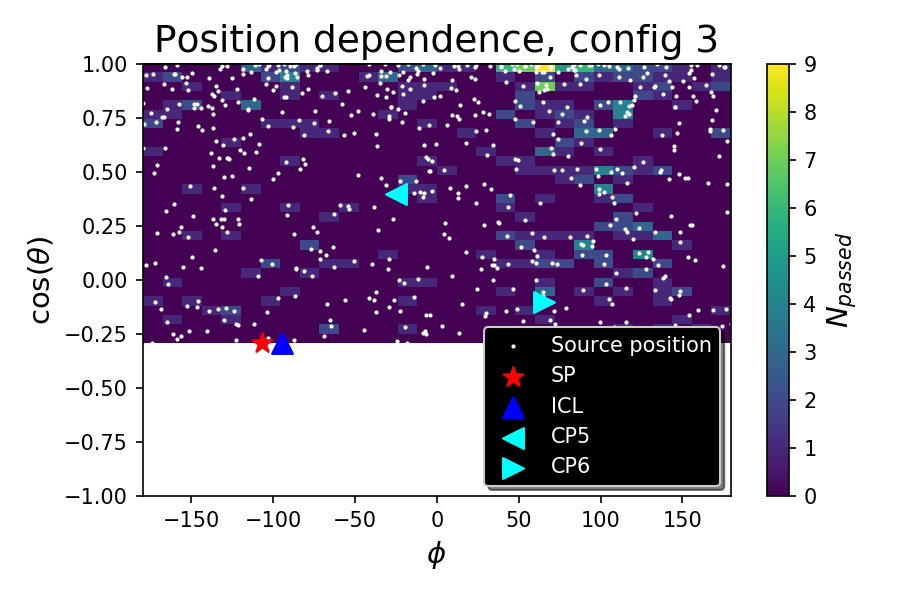 Position dependence, config 3
1.00
0.75
0.50
0.25
0.00
−0.25
−0.50
−0.75
−1.00
cos(θ)
−150
−100
−50
0
50
100
150
ϕ
Source position
SP
ICL
CP5
CP6
9
8
7
6
5
4
3
2
1
0
N_passed